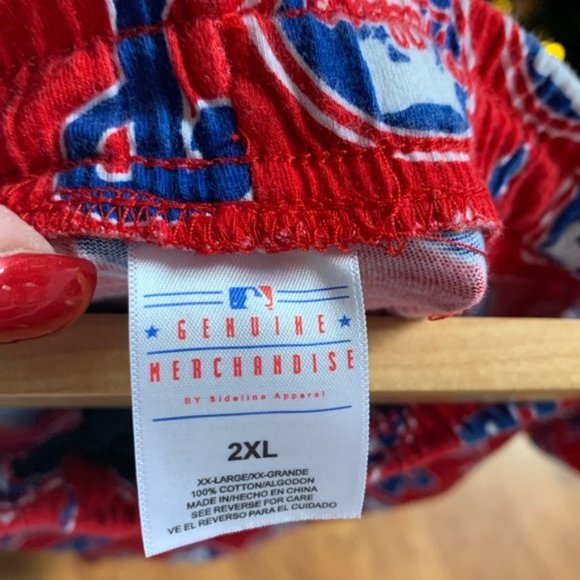 GENUINE
MERCHANDISE
BY Sideline Apparel
2XL
XX-LARGE/XX-GRANDE
100% COTTON/ALGODON
MADE IN/HECHO EN CHINA
SEE REVERSE FOR CARE
VE EL REVERSO PARA EL CUIDADO